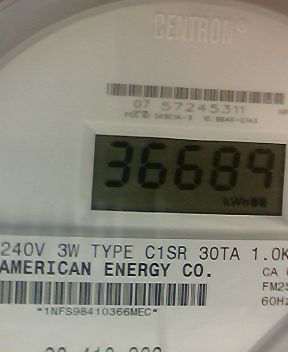 CENTRON®
07 57245311
36689
kWh
240V 3W TYPE C1SR 30TA 1.0K
AMERICAN ENERGY CO.
CA
FM2S
60Hz
*1NFS98410366MEC*